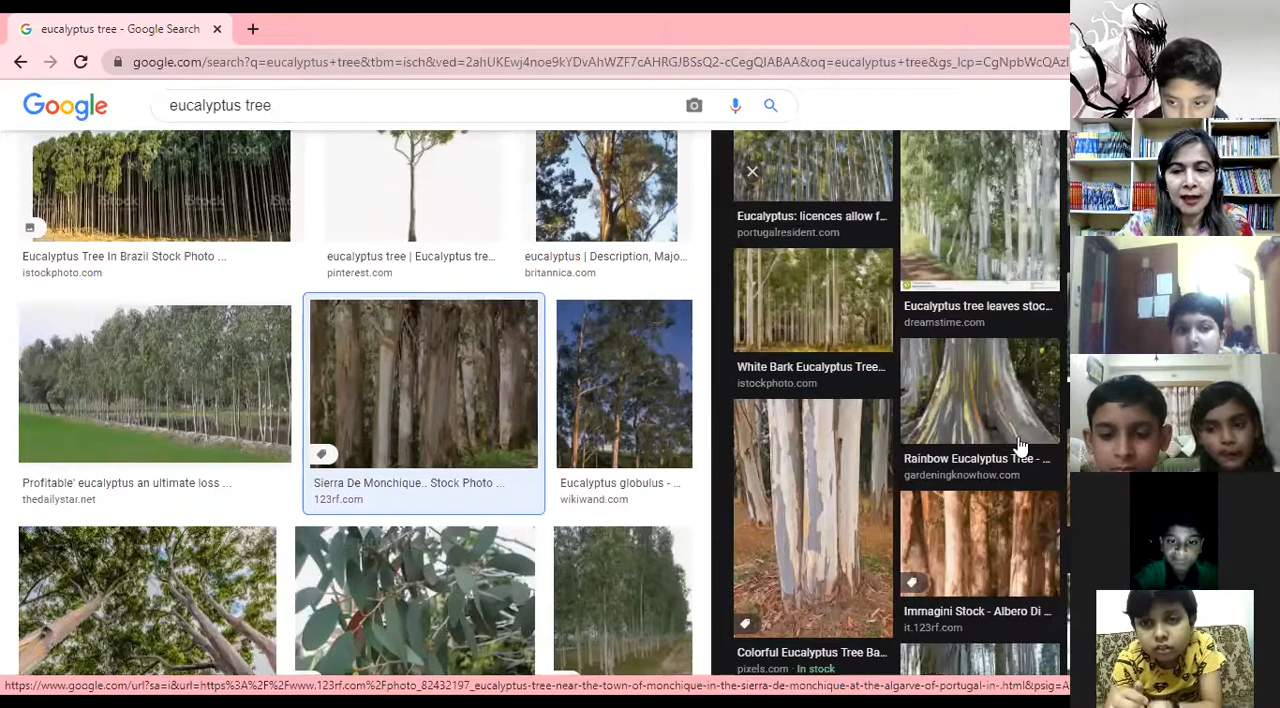 eucalyptus tree - Google Search
google.com/search?q=eucalyptus+tree&tbm=isch&ved=2ahUKEwj4noe9kYDvAhWZF7cAHRGJBSsQ2-cCegQIABAA&oq=eucalyptus+tree&gs_lcp=CgNpbWcQAzI
Google
eucalyptus tree
iStock
Eucalyptus Tree In Brazil Stock Photo ...
istockphoto.com
eucalyptus tree | Eucalyptus tre...
pinterest.com
eucalyptus | Description, Majo...
britannica.com
Profitable' eucalyptus an ultimate loss ...
thedailystar.net
Sierra De Monchique.. Stock Photo ...
123rf.com
Eucalyptus globulus - ...
wikiwand.com
Eucalyptus: licences allow f...
portugalresident.com
White Bark Eucalyptus Tree...
istockphoto.com
Colorful Eucalyptus Tree Ba...
pixels.com · In stock
Eucalyptus tree leaves stoc...
dreamstime.com
Rainbow Eucalyptus Tree - ...
gardeningknowhow.com
Immagini Stock - Albero Di ...
it.123rf.com
https://www.google.com/url?sa=i&url=https%3A%2F%2Fwww.123rf.com%2Fphoto_82432197_eucalyptus-tree-near-the-town-of-monchique-in-the-sierra-de-monchique-at-the-algarve-of-portugal-in-.html&psig=A